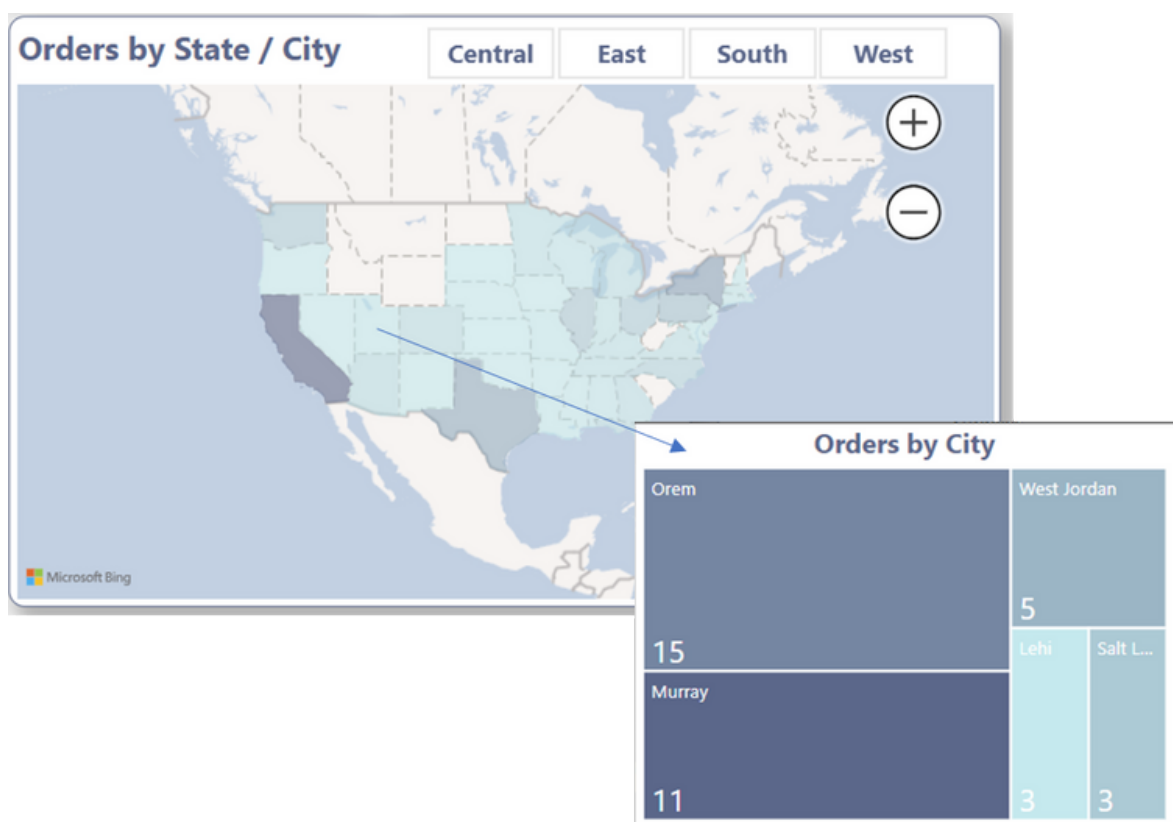 Orders by State / City
Central
East
South
West
Microsoft Bing
Orders by City
Orem
15
Murray
11
West Jordan
5
Lehi
3
Salt L...
3